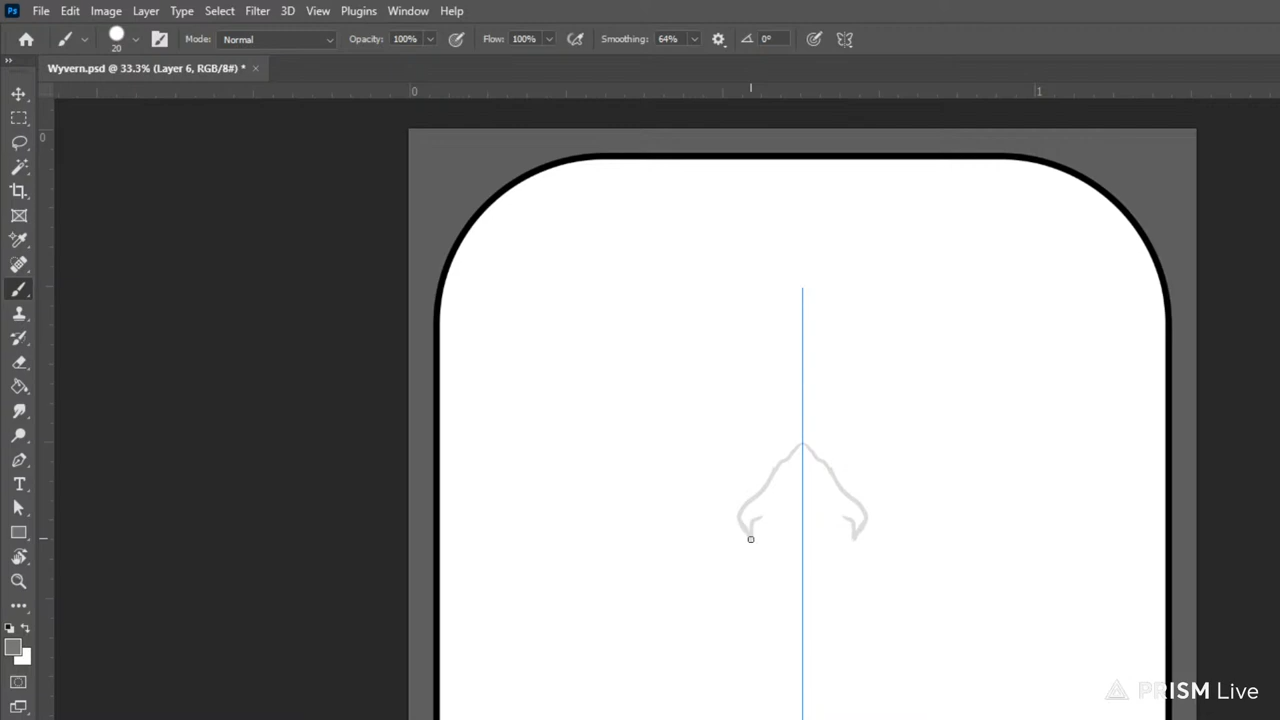 Ps File Edit Image Layer Type Select Filter 3D View Plugins Window Help
20 Mode: Normal Opacity: 100% Flow: 100% Smoothing: 64% 0°
Wyvern.psd @ 33.3% (Layer 6, RGB/8#) * ×
0 1
0
T
PRISM Live